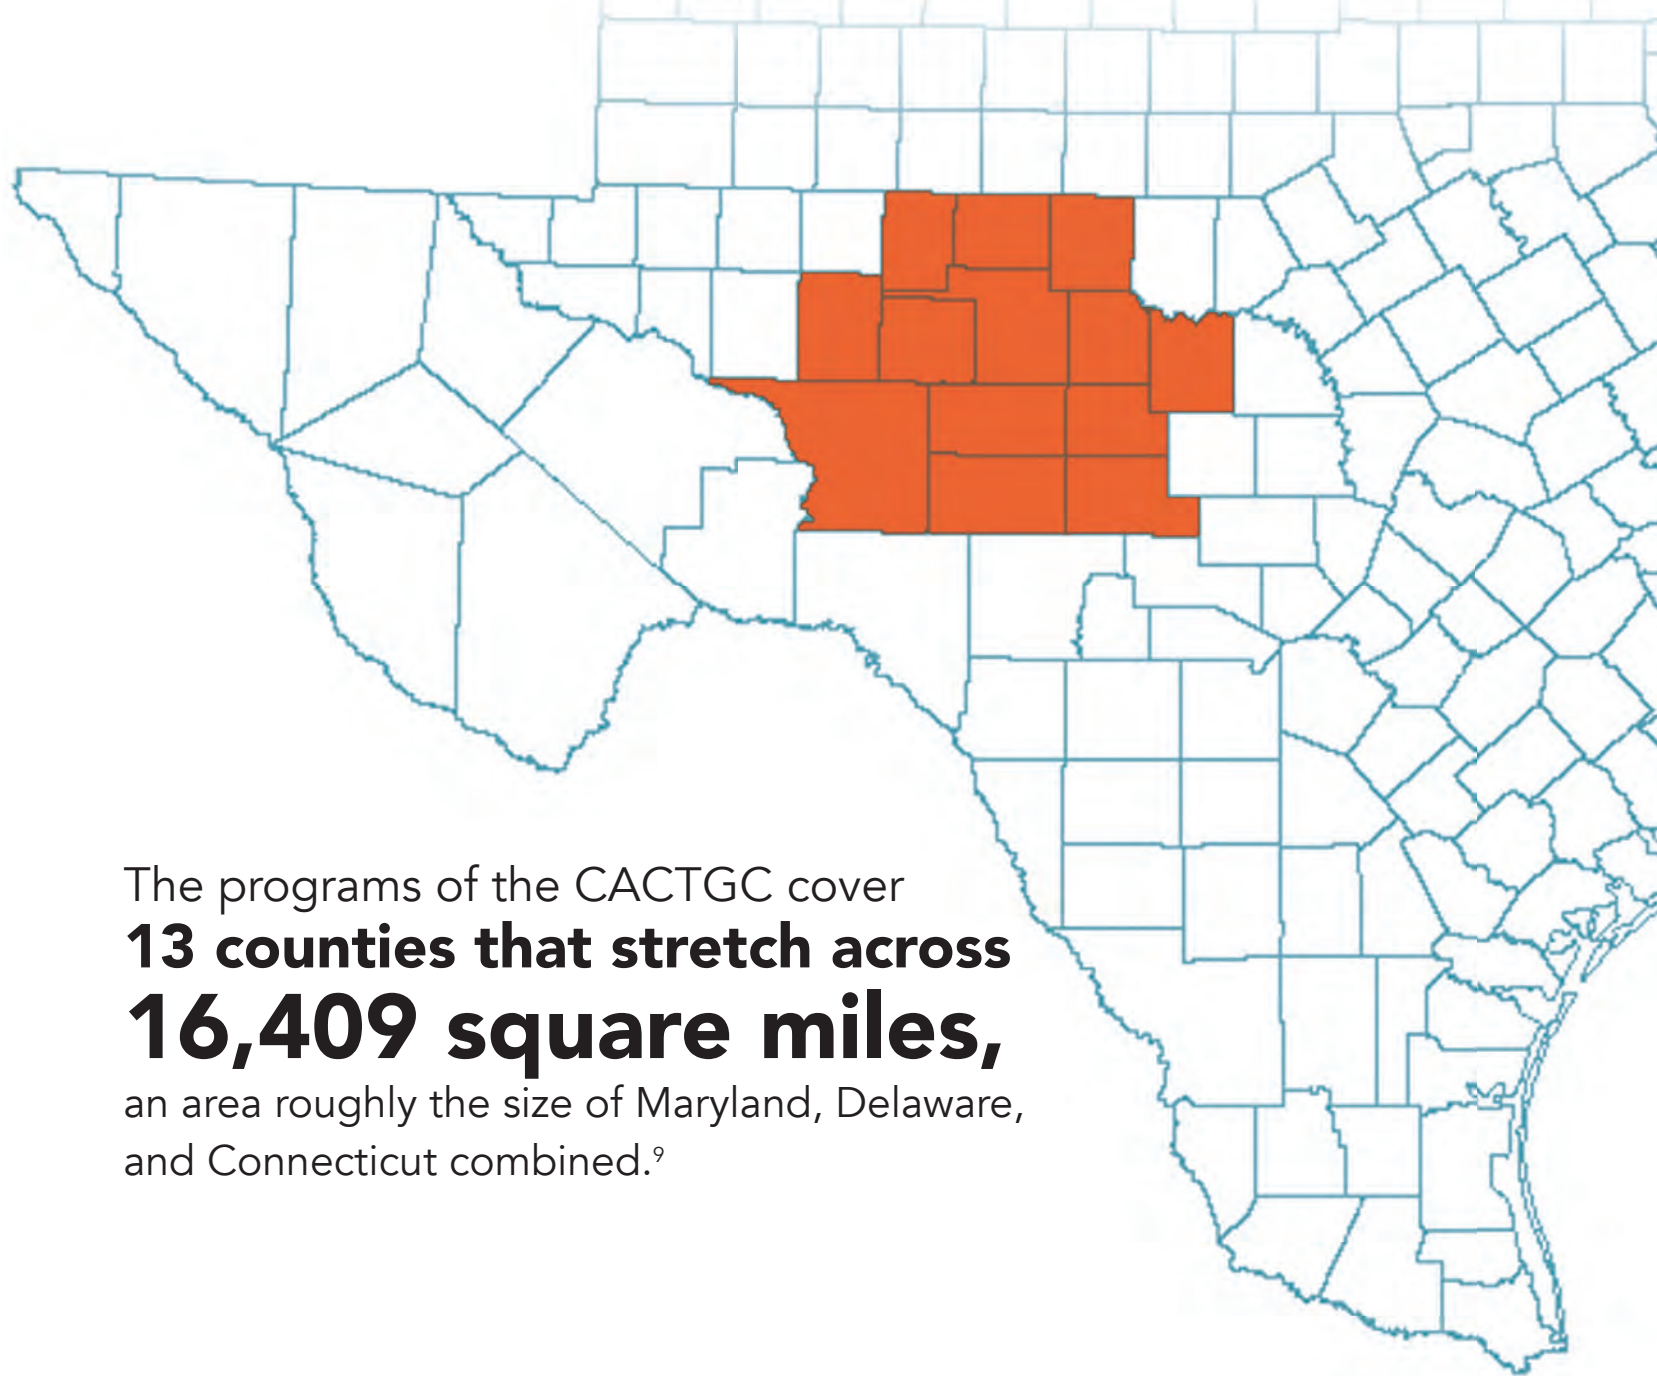 The programs of the CACTGC cover
13 counties that stretch across
16,409 square miles,
an area roughly the size of Maryland, Delaware,
and Connecticut combined.⁹